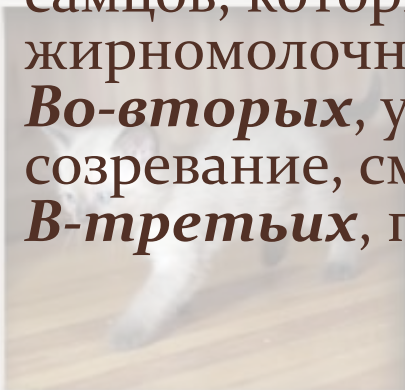 самцов, котор
жирномолочн
Во-вторых, у
созревание, см
В-третьих, п